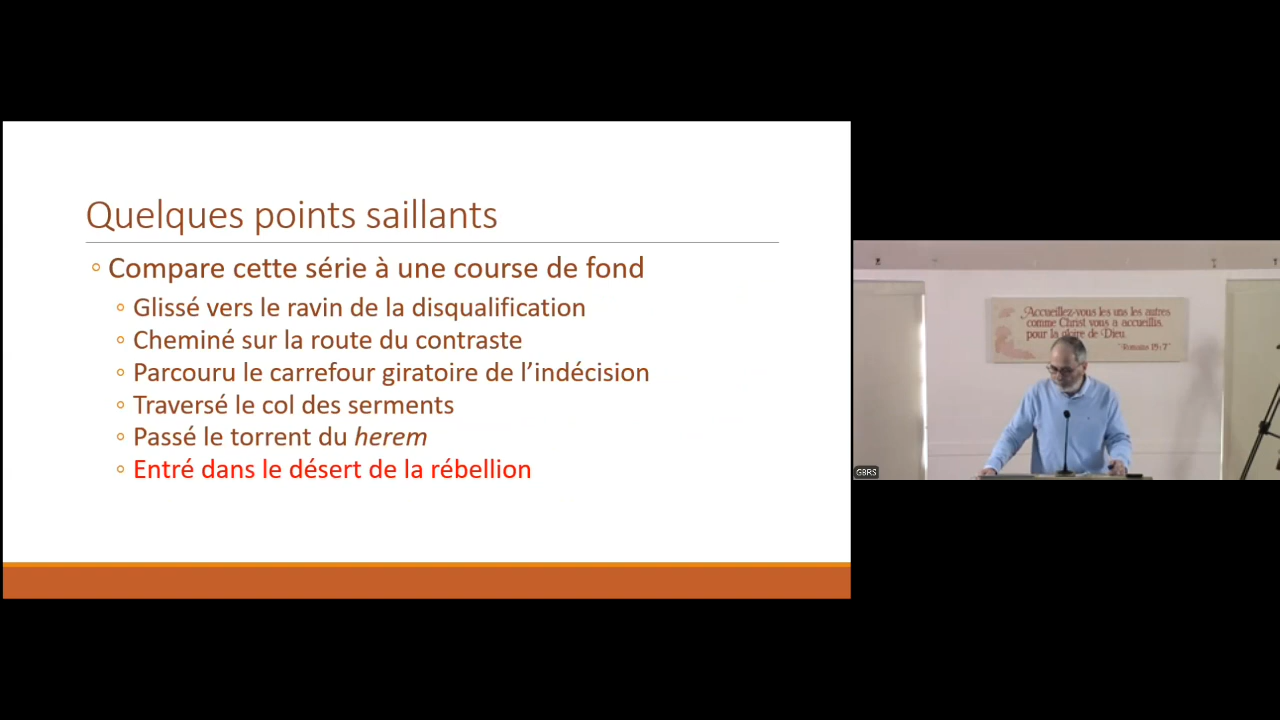 Quelques points saillants
◦ Compare cette série à une course de fond
◦ Glissé vers le ravin de la disqualification
◦ Cheminé sur la route du contraste
◦ Parcouru le carrefour giratoire de l’indécision
◦ Traversé le col des serments
◦ Passé le torrent du herem
◦ Entré dans le désert de la rébellion
Accueillez-vous les uns les autres
comme Christ vous a accueillis,
pour la gloire de Dieu.
Romains 15:7
GBRS